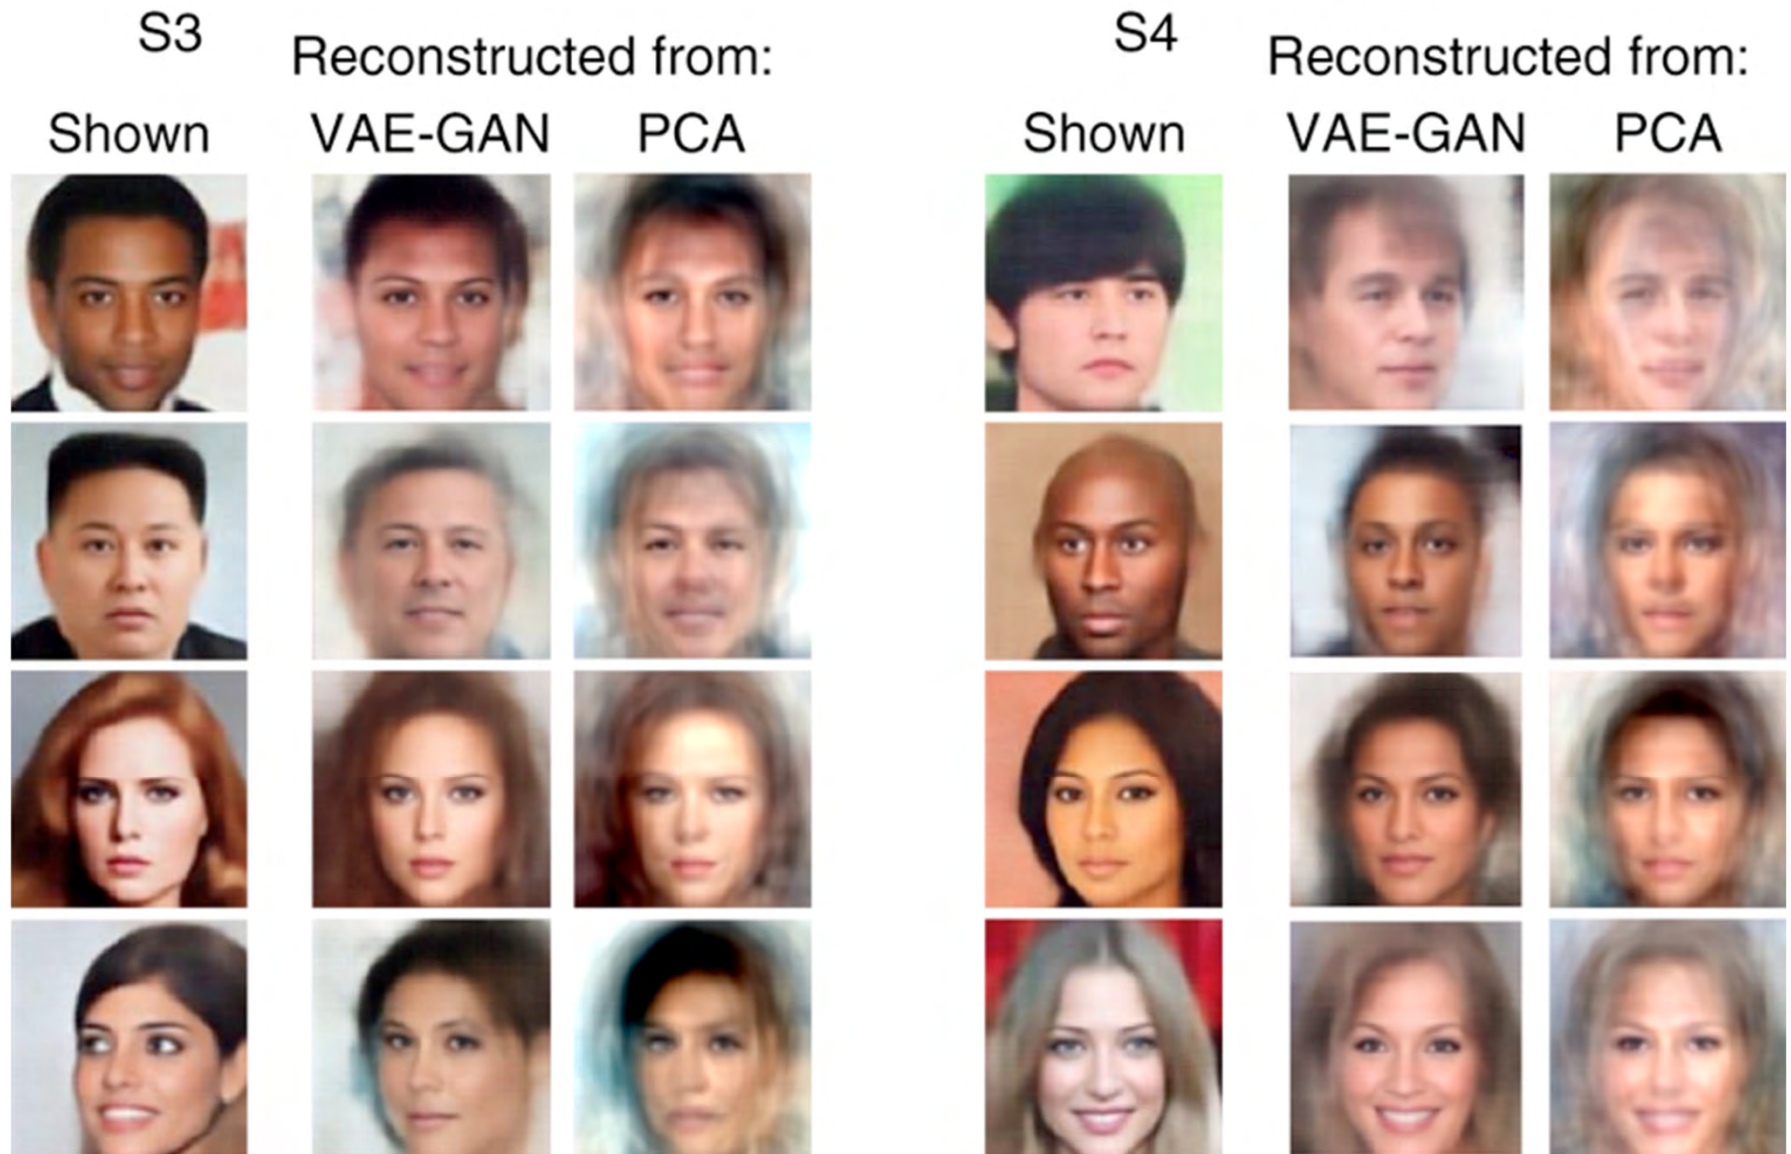 S3
Reconstructed from:
Shown VAE-GAN PCA
S4
Reconstructed from:
Shown VAE-GAN PCA